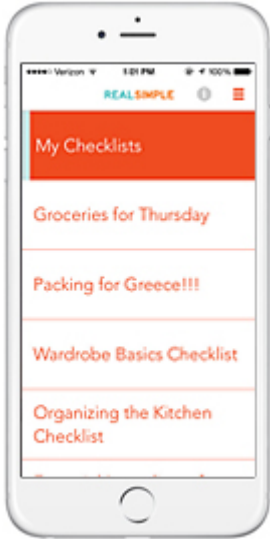 Verizon 1:01 PM 100%
REALSIMPLE
My Checklists
Groceries for Thursday
Packing for Greece!!!
Wardrobe Basics Checklist
Organizing the Kitchen
Checklist